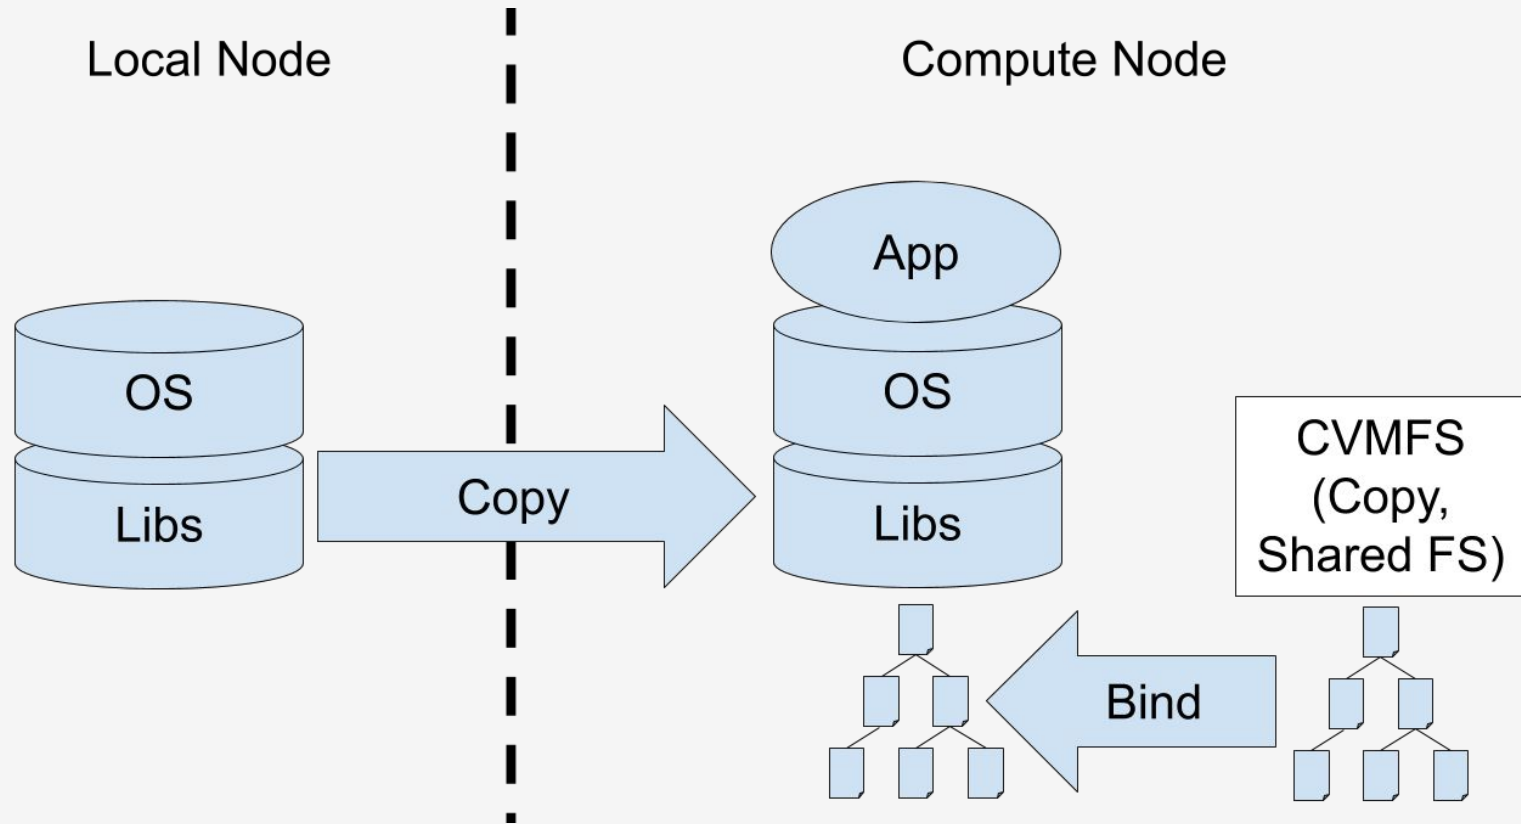 Local Node
Compute Node
App
OS
OS
Copy
Libs
Libs
CVMFS
(Copy,
Shared FS)
Bind